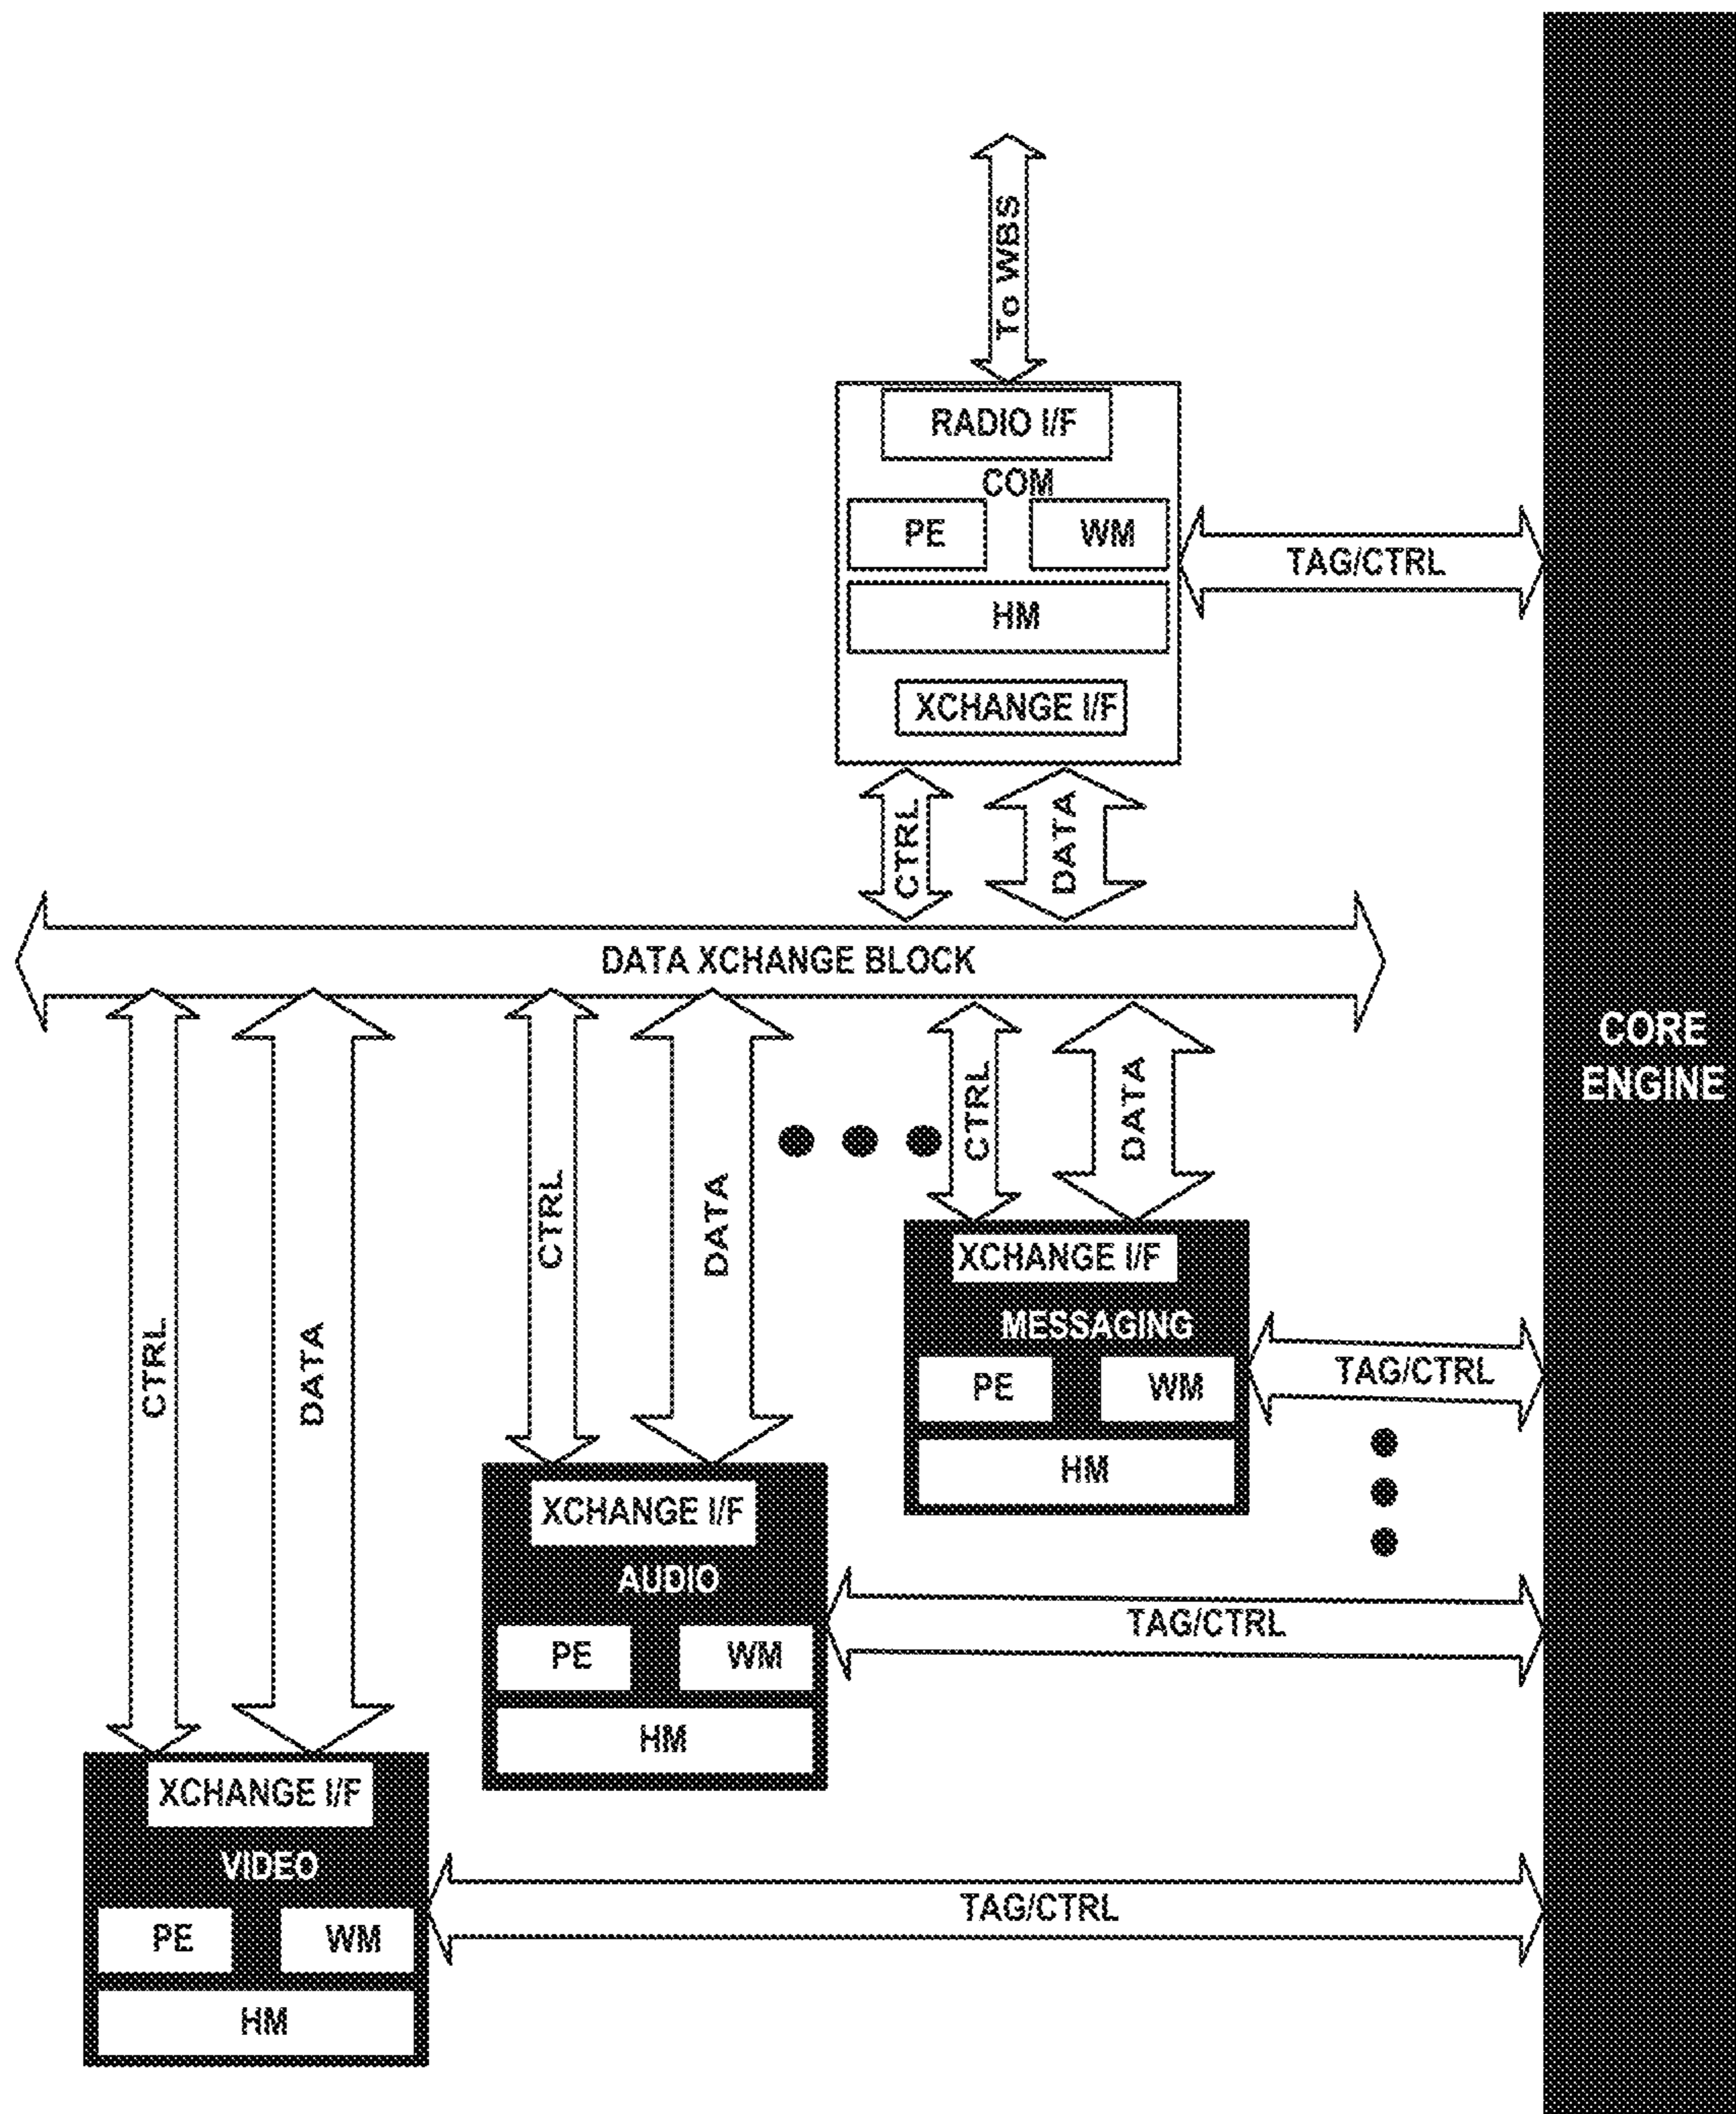 To WBS
RADIO I/F
COM
PE
WM
HM
XCHANGE I/F
TAG/CTRL
CTRL
DATA
DATA XCHANGE BLOCK
CORE
ENGINE
CTRL
DATA
CTRL
DATA
CTRL
DATA
XCHANGE I/F
MESSAGING
PE
WM
HM
TAG/CTRL
XCHANGE I/F
AUDIO
PE
WM
HM
TAG/CTRL
XCHANGE I/F
VIDEO
PE
WM
HM
TAG/CTRL